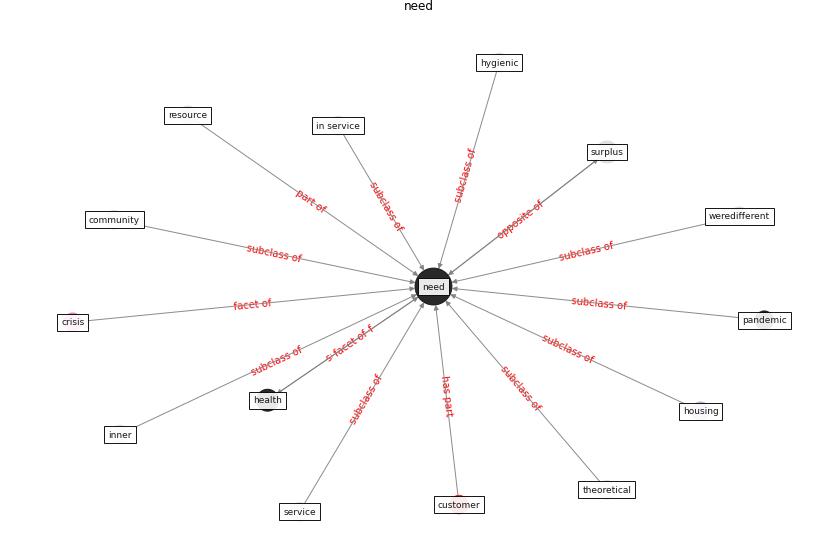 need
hygienic
resource
in service
surplus
subclass of
part of
subclass of
opposite of
weredifferent
community
subclass of
subclass of
need
facet of
subclass of
pandemic
crisis
subclass of
subclass of
subclass of
health
subclass of
has part
subclass of
housing
inner
theoretical
service
customer